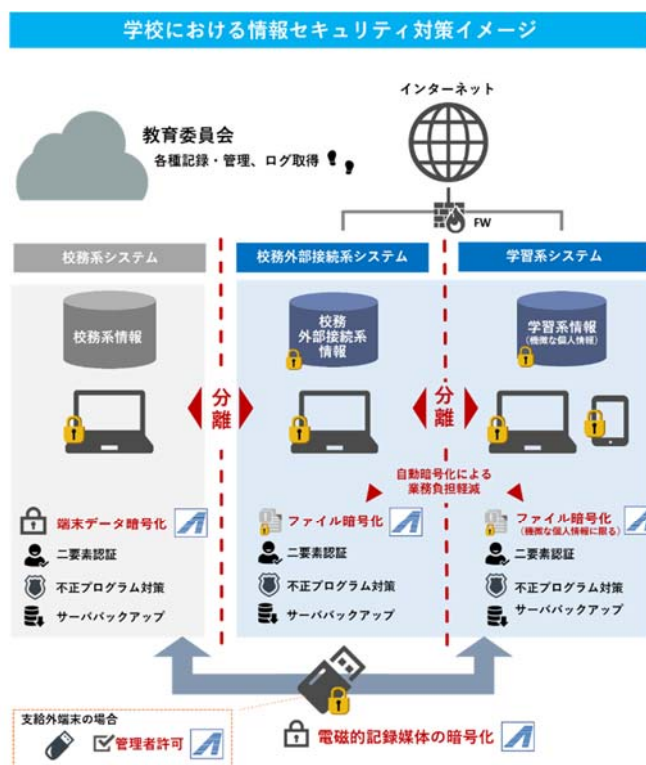 学校における情報セキュリティ対策イメージ
インターネット
教育委員会
各種記録・管理、ログ取得
FW
校務系システム
校務外部接続系システム
学習系システム
校務系情報
校務
外部接続系
情報
学習系情報
(機微な個人情報)
分離
分離
自動暗号化による
業務負担軽減
端末データ暗号化
二要素認証
不正プログラム対策
サーババックアップ
ファイル暗号化
二要素認証
不正プログラム対策
サーババックアップ
ファイル暗号化
(機微な個人情報に限る)
二要素認証
不正プログラム対策
サーババックアップ
支給外端末の場合
管理者許可
電磁的記録媒体の暗号化